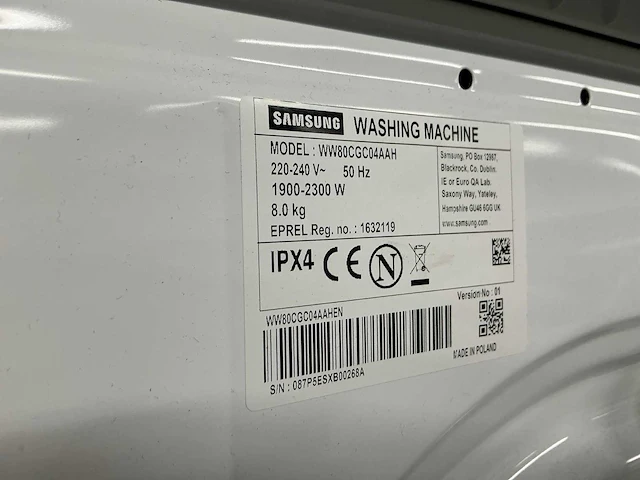 SAMSUNG WASHING MACHINE
MODEL : WW80CGC04AAH
220-240 V~ 50 Hz
1900-2300 W
8.0 kg
EPREL Reg. no. : 1632119
Samsung, PO Box 12987,
Blackrock, Co. Dublin.
IE or Euro QA Lab.
Saxony Way, Yateley,
Hampshire GU46 6GG UK
www.samsung.com
IPX4 CE N
Version No : 01
WW80CGC04AAHEN
S/N : 087P5ESXB00268A
MADE IN POLAND